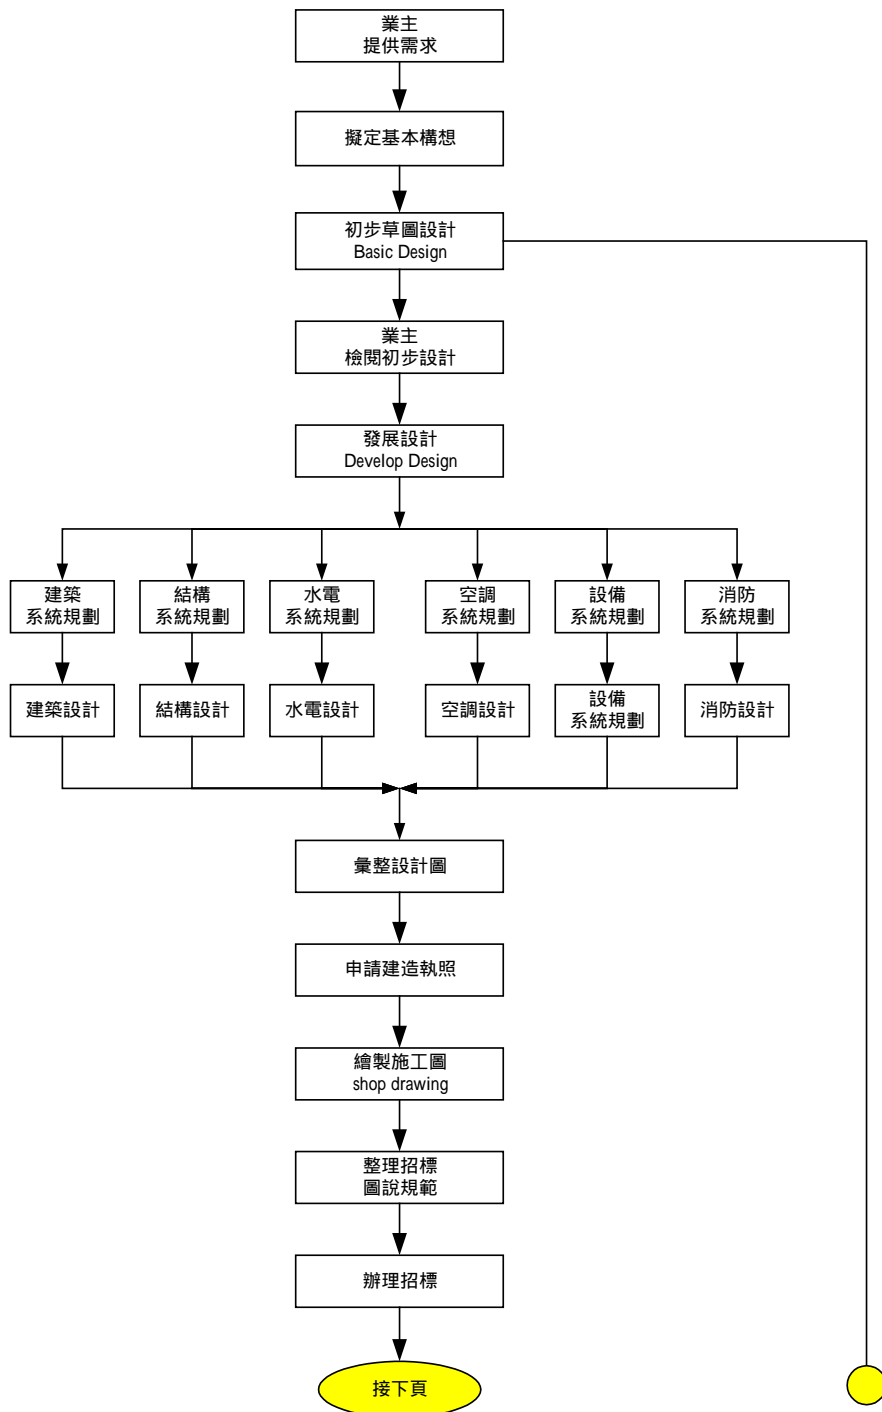 業主
提供需求
擬定基本構想
初步草圖設計
Basic Design
業主
檢閱初步設計
發展設計
Develop Design
建築
系統規劃
結構
系統規劃
水電
系統規劃
空調
系統規劃
設備
系統規劃
消防
系統規劃
建築設計
結構設計
水電設計
空調設計
設備
系統規劃
消防設計
彙整設計圖
申請建造執照
繪製施工圖
shop drawing
整理招標
圖說規範
辦理招標
接下頁